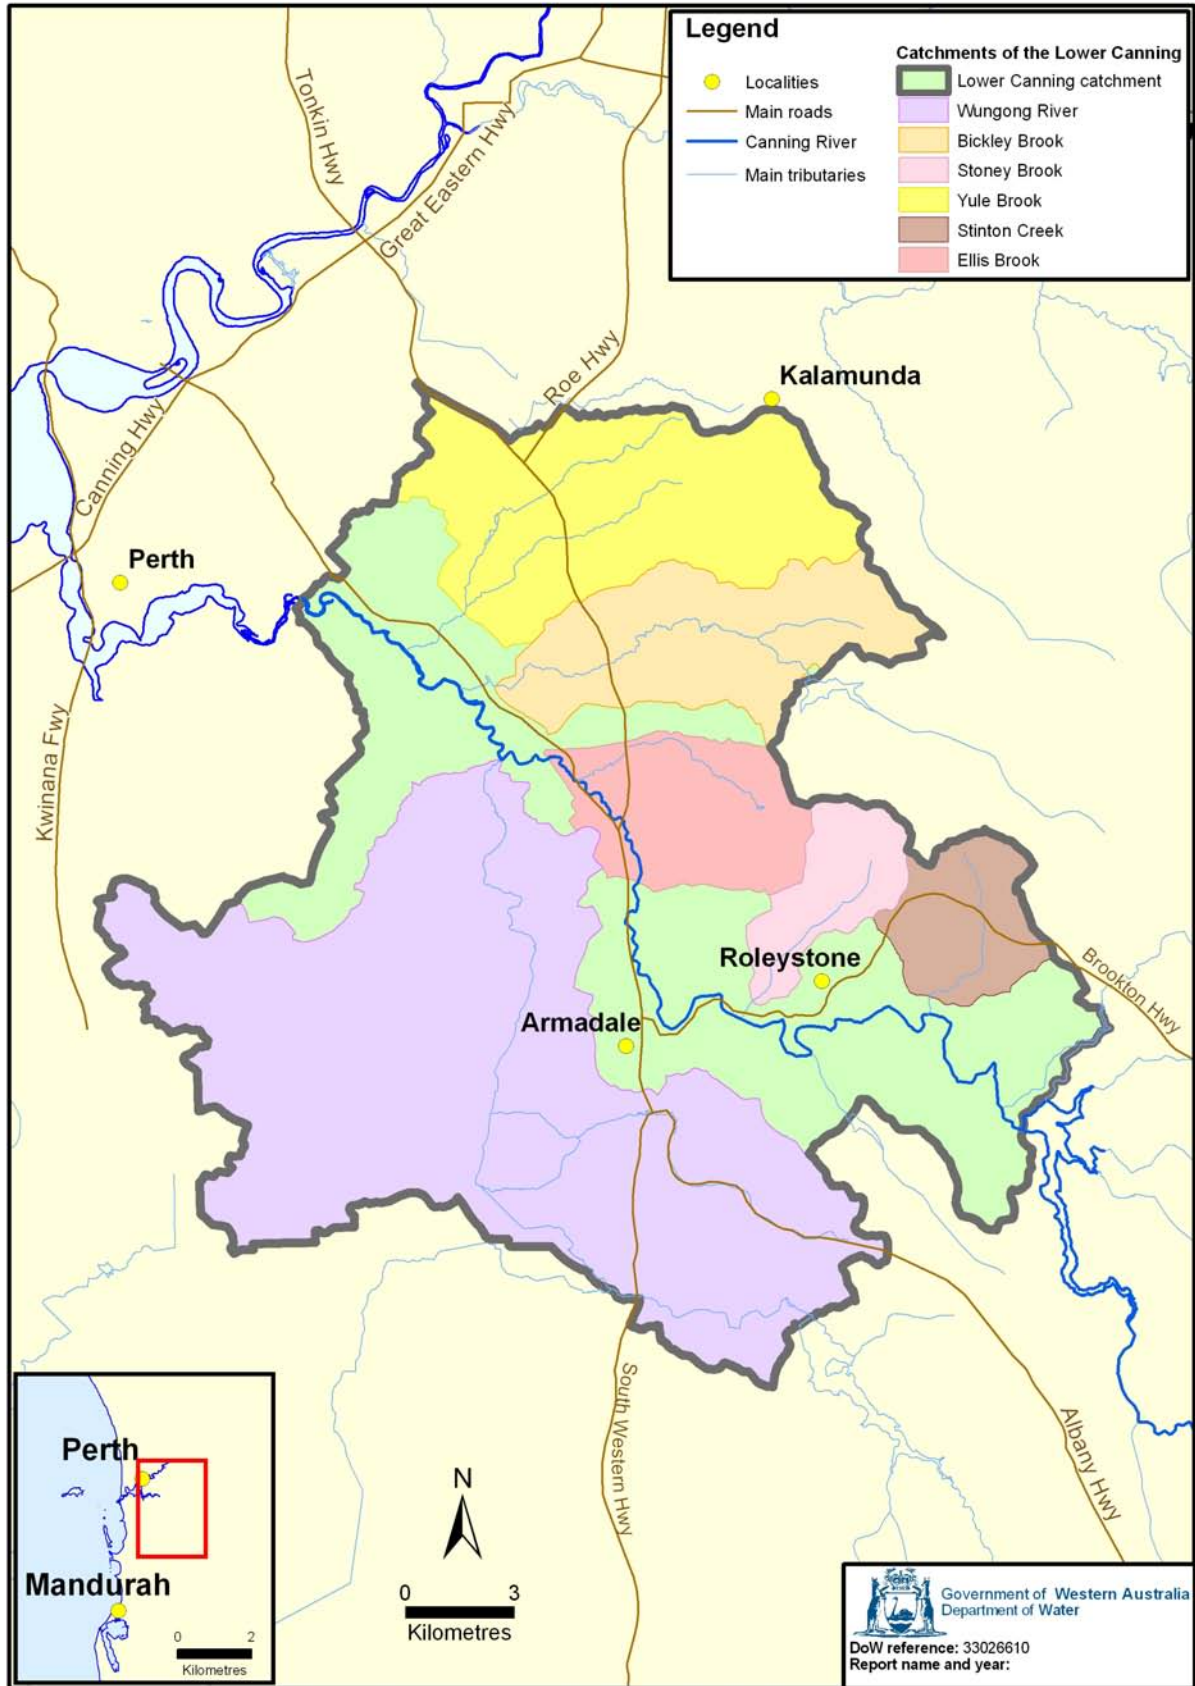 Legend
Localities
Main roads
Canning River
Main tributaries
Catchments of the Lower Canning
Lower Canning catchment
Wungong River
Bickley Brook
Stoney Brook
Yule Brook
Stinton Creek
Ellis Brook
Tonkin Hwy
Great Eastern Hwy
Roe Hwy
Kalamunda
Canning Hwy
Perth
Kwinana Fwy
Roleystone
Brookton Hwy
Armadale
South Western Hwy
Albany Hwy
Perth
Mandurah
0 2
Kilometres
N
0 3
Kilometres
Government of Western Australia
Department of Water
DoW reference: 33026610
Report name and year: